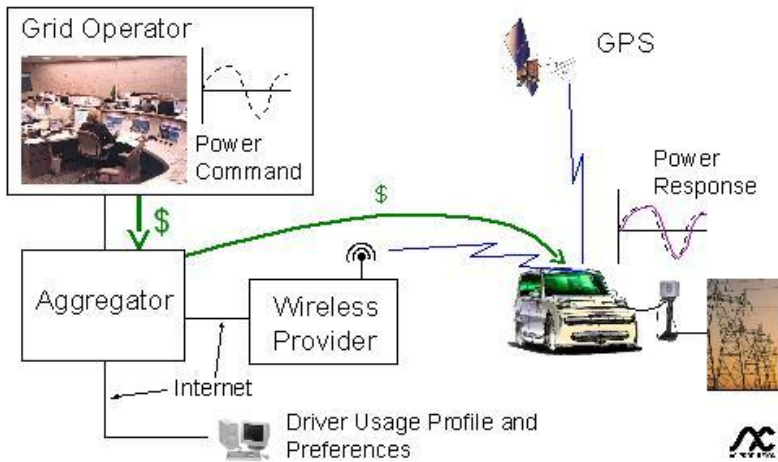 Grid Operator
Power
Command
GPS
Power
Response
$
$
Aggregator
Wireless
Provider
Internet
Driver Usage Profile and
Preferences